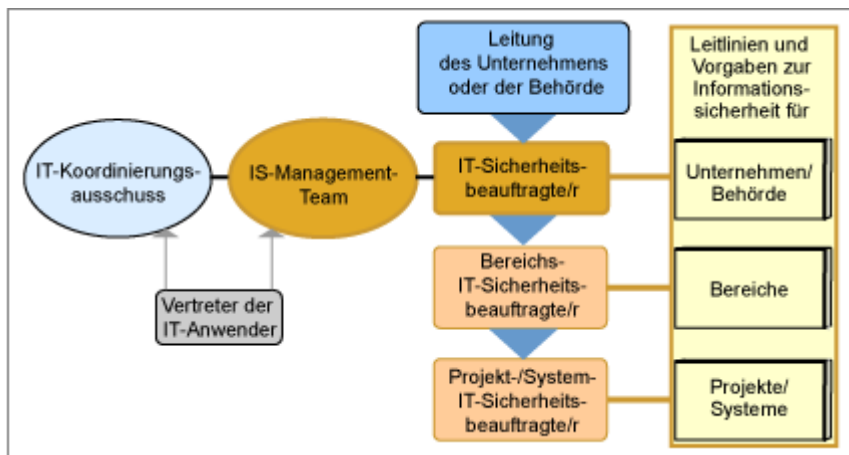 Leitung
des Unternehmens
oder der Behörde
Leitlinien und
Vorgaben zur
Informations-
sicherheit für
IT-Koordinierungs-
ausschuss
IS-Management-
Team
IT-Sicherheits-
beauftragte/r
Unternehmen/
Behörde
Vertreter der
IT-Anwender
Bereichs-
IT-Sicherheits-
beauftragte/r
Bereiche
Projekt-/System-
IT-Sicherheits-
beauftragte/r
Projekte/
Systeme